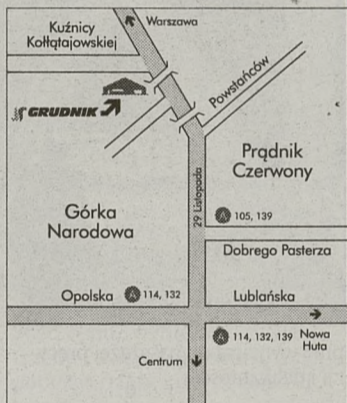 Kuźnicy
Kołłątajowskiej
Warszawa
GRUDNIK
Powstańców
Prądnik
Czerwony
29 Listopada
A 105, 139
Górka
Narodowa
Dobrego Pasterza
Opolska A 114, 132
Lublańska
A 114, 132, 139
Nowa
Huta
Centrum